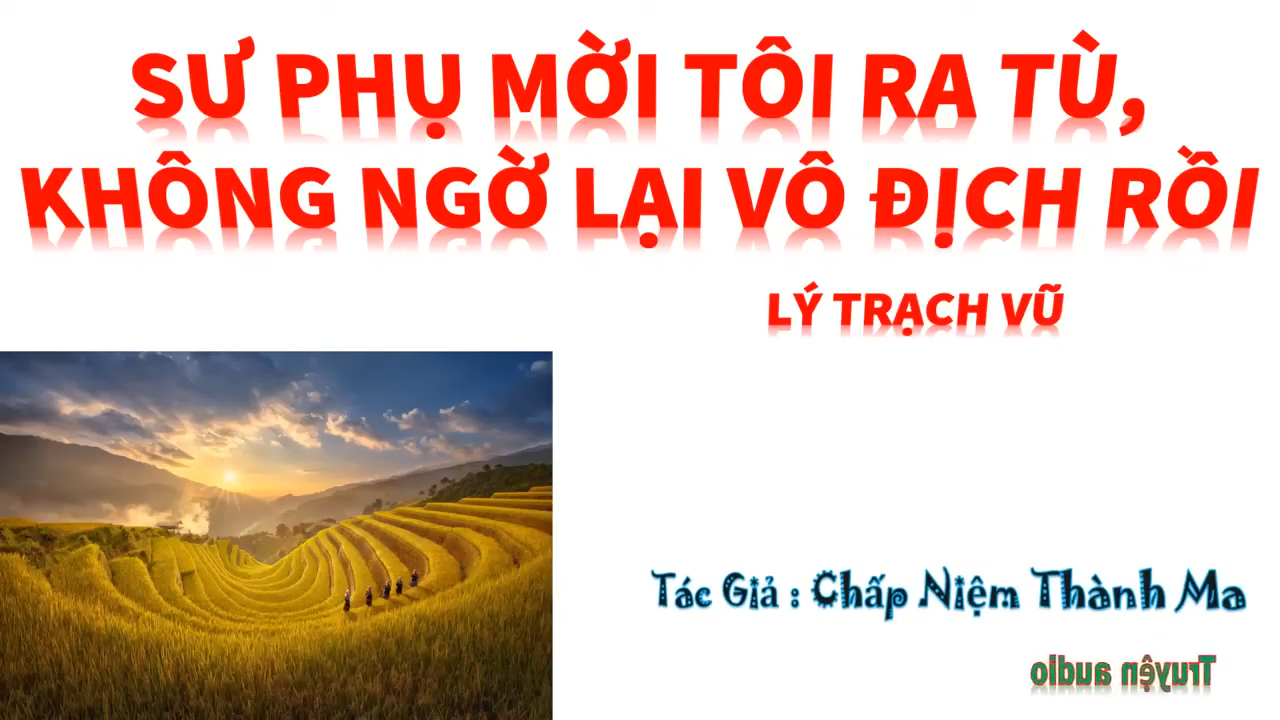 SƯ PHỤ MỜI TÔI RA TÙ,
KHÔNG NGỜ LẠI VÔ ĐỊCH RỒI
LÝ TRẠCH VŨ
Tác Giả : Chấp Niệm Thành Ma
Truyện audio